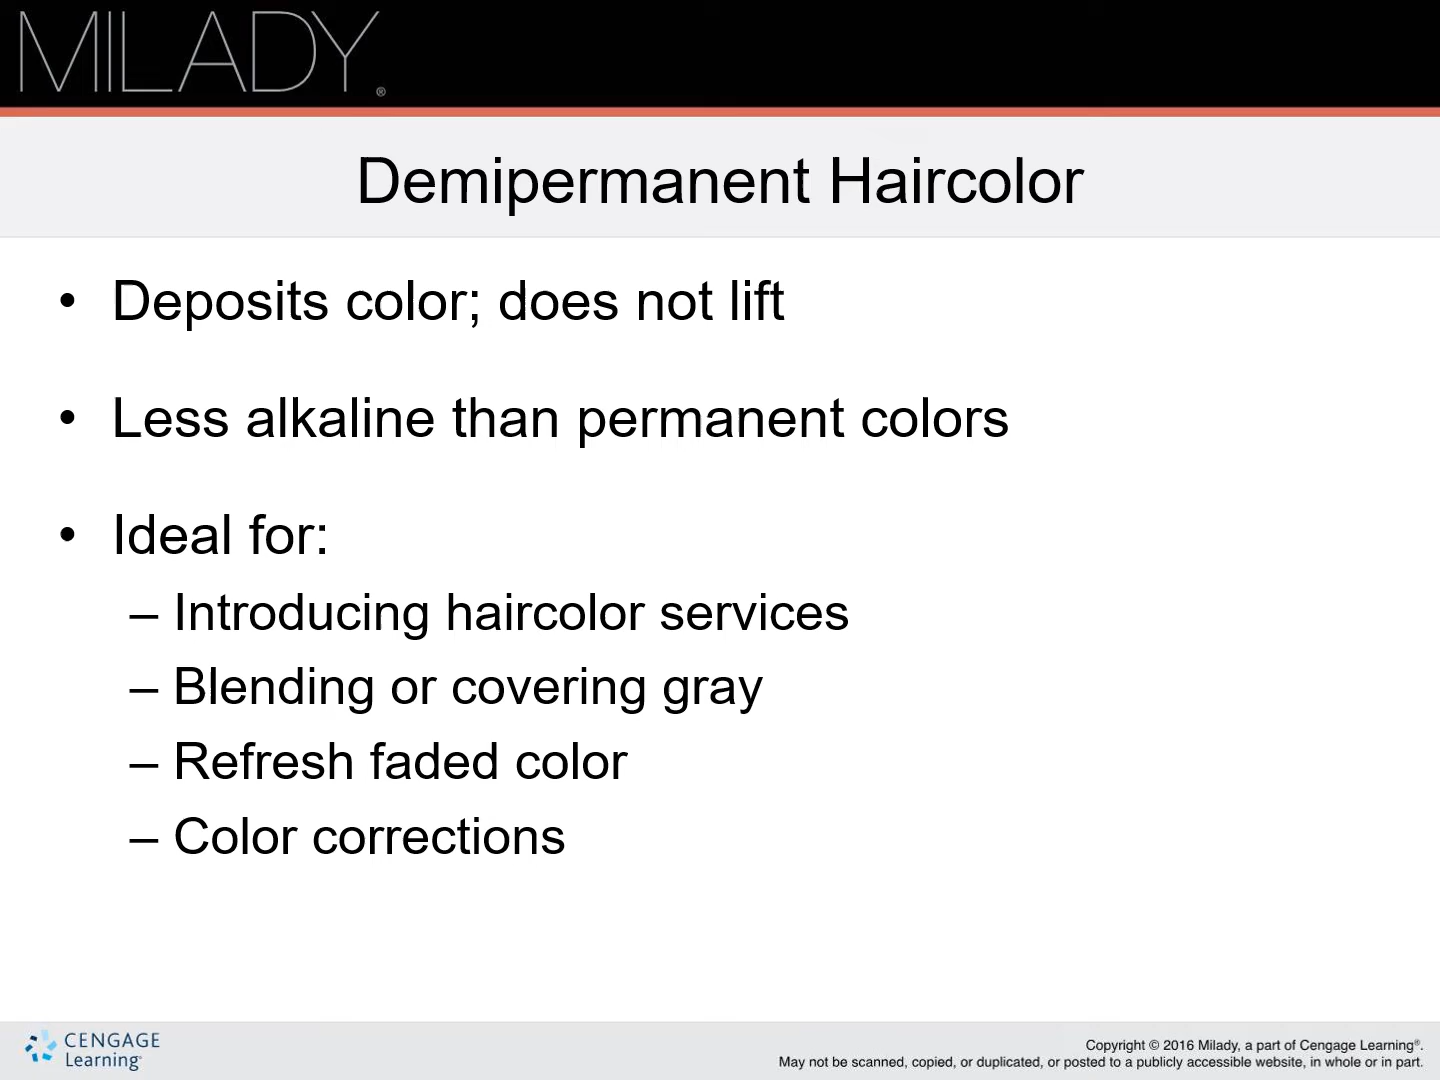 MILADY®
Demipermanent Haircolor
• Deposits color; does not lift
• Less alkaline than permanent colors
• Ideal for:
– Introducing haircolor services
– Blending or covering gray
– Refresh faded color
– Color corrections
CENGAGE
Learning®
Copyright © 2016 Milady, a part of Cengage Learning®.
May not be scanned, copied, or duplicated, or posted to a publicly accessible website, in whole or in part.